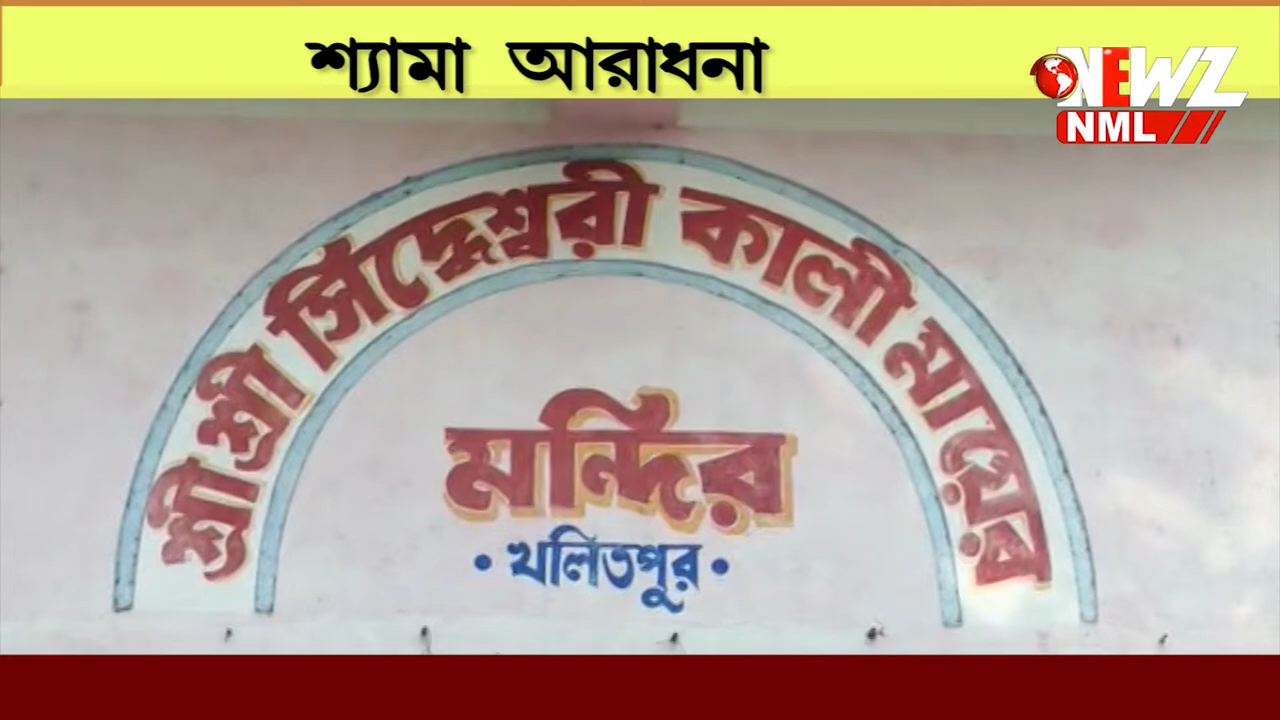 শ্যামা আরাধনা
NEWZ
NML
শ্রী শ্রী সিদ্ধেশ্বরী কালী মায়ের
মন্দির
• খলিতপুর •